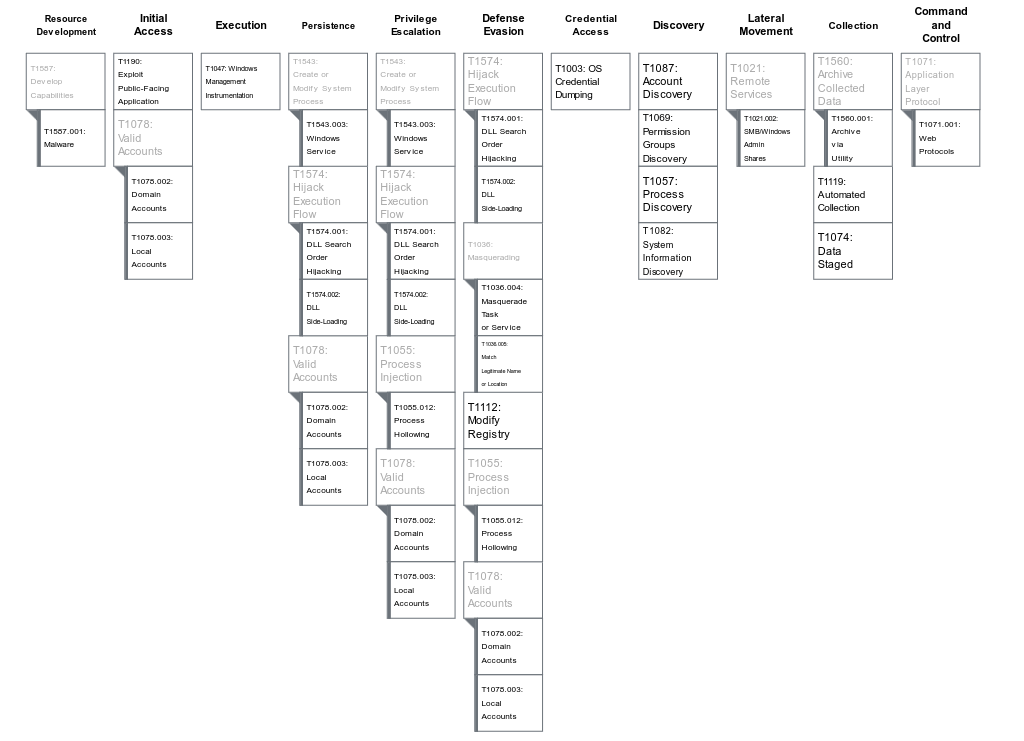 Resource
Development
T1587:
Develop
Capabilities
T1587.001:
Malware
Initial
Access
T1190:
Exploit
Public-Facing
Application
T1078:
Valid
Accounts
T1078.002:
Domain
Accounts
T1078.003:
Local
Accounts
Execution
T1047: Windows
Management
Instrumentation
Persistence
T1543:
Create or
Modify System
Process
T1543.003:
Windows
Service
T1574:
Hijack
Execution
Flow
T1574.001:
DLL Search
Order
Hijacking
T1574.002:
DLL
Side-Loading
T1078:
Valid
Accounts
T1078.002:
Domain
Accounts
T1078.003:
Local
Accounts
Privilege
Escalation
T1543:
Create or
Modify System
Process
T1543.003:
Windows
Service
T1574:
Hijack
Execution
Flow
T1574.001:
DLL Search
Order
Hijacking
T1574.002:
DLL
Side-Loading
T1055:
Process
Injection
T1055.012:
Process
Hollowing
T1078:
Valid
Accounts
T1078.002:
Domain
Accounts
T1078.003:
Local
Accounts
Defense
Evasion
T1574:
Hijack
Execution
Flow
T1574.001:
DLL Search
Order
Hijacking
T1574.002:
DLL
Side-Loading
T1036:
Masquerading
T1036.004:
Masquerade
Task
or Service
T1036.005:
Match
Legitimate Name
or Location
T1112:
Modify
Registry
T1055:
Process
Injection
T1055.012:
Process
Hollowing
T1078:
Valid
Accounts
T1078.002:
Domain
Accounts
T1078.003:
Local
Accounts
Credential
Access
T1003: OS
Credential
Dumping
Discovery
T1087:
Account
Discovery
T1069:
Permission
Groups
Discovery
T1057:
Process
Discovery
T1082:
System
Information
Discovery
Lateral
Movement
T1021:
Remote
Services
T1021.002:
SMB/Windows
Admin
Shares
Collection
T1560:
Archive
Collected
Data
T1560.001:
Archive
via
Utility
T1119:
Automated
Collection
T1074:
Data
Staged
Command
and
Control
T1071:
Application
Layer
Protocol
T1071.001:
Web
Protocols